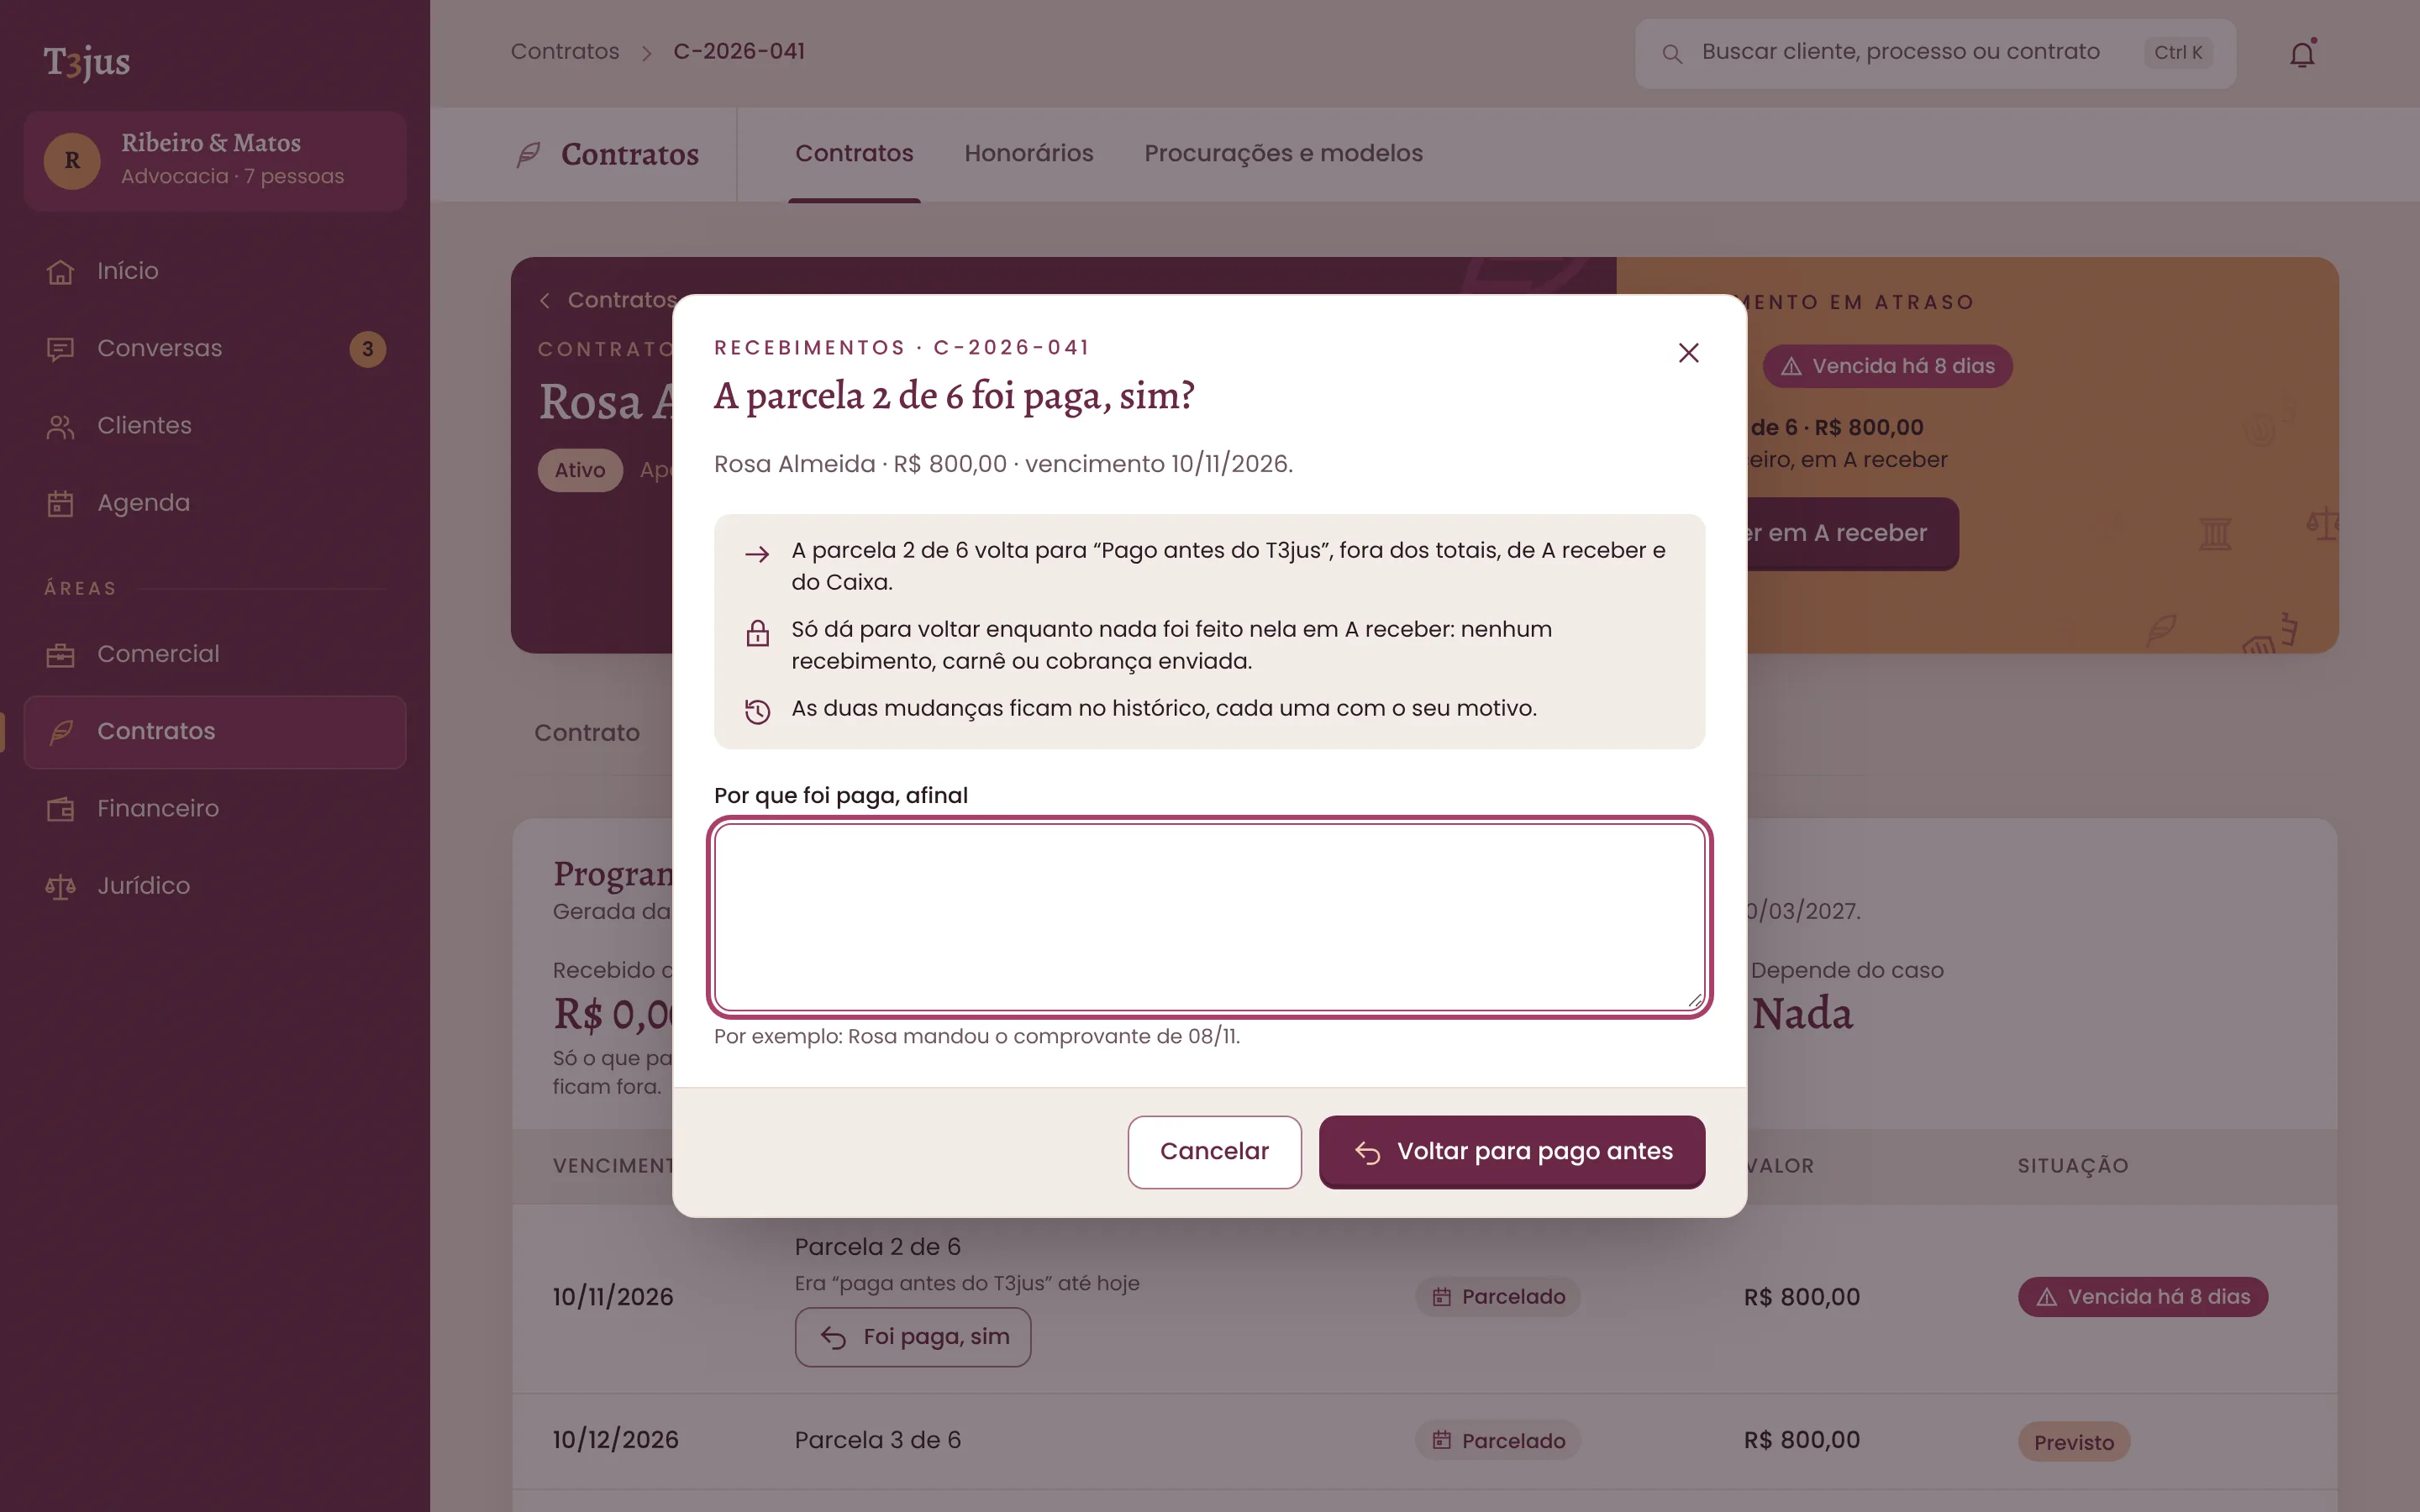 T3jus
Ribeiro & Matos
R
Advocacia · 7 pessoas
Início
Conversas
3
Clientes
Agenda
ÁREAS
Comercial
Contratos
Financeiro
Jurídico
Contratos
C-2026-041
Buscar cliente, processo ou contrato
Ctrl K
Contratos
Contratos
Honorários
Procurações e modelos
Contratos
CONTRATO
Rosa
Ativo
EM ATRASO
Vencida há 8 dias
de 6 · R$ 800,00
em A receber
em A receber
Contrato
RECEBIMENTOS · C-2026-041
A parcela 2 de 6 foi paga, sim?
Rosa Almeida · R$ 800,00 · vencimento 10/11/2026.
A parcela 2 de 6 volta para “Pago antes do T3jus”, fora dos totais, de A receber e
do Caixa.
Só dá para voltar enquanto nada foi feito nela em A receber: nenhum
recebimento, carnê ou cobrança enviada.
As duas mudanças ficam no histórico, cada uma com o seu motivo.
Por que foi paga, afinal
Por exemplo: Rosa mandou o comprovante de 08/11.
Cancelar
Voltar para pago antes
Gerada da
0/03/2027.
Recebido
R$ 0,0
Só o que
ficam fora.
Depende do caso
Nada
VALOR
SITUAÇÃO
10/11/2026
Parcela 2 de 6
Era “paga antes do T3jus” até hoje
Foi paga, sim
Parcelado
R$ 800,00
Vencida há 8 dias
10/12/2026
Parcela 3 de 6
Parcelado
R$ 800,00
Previsto